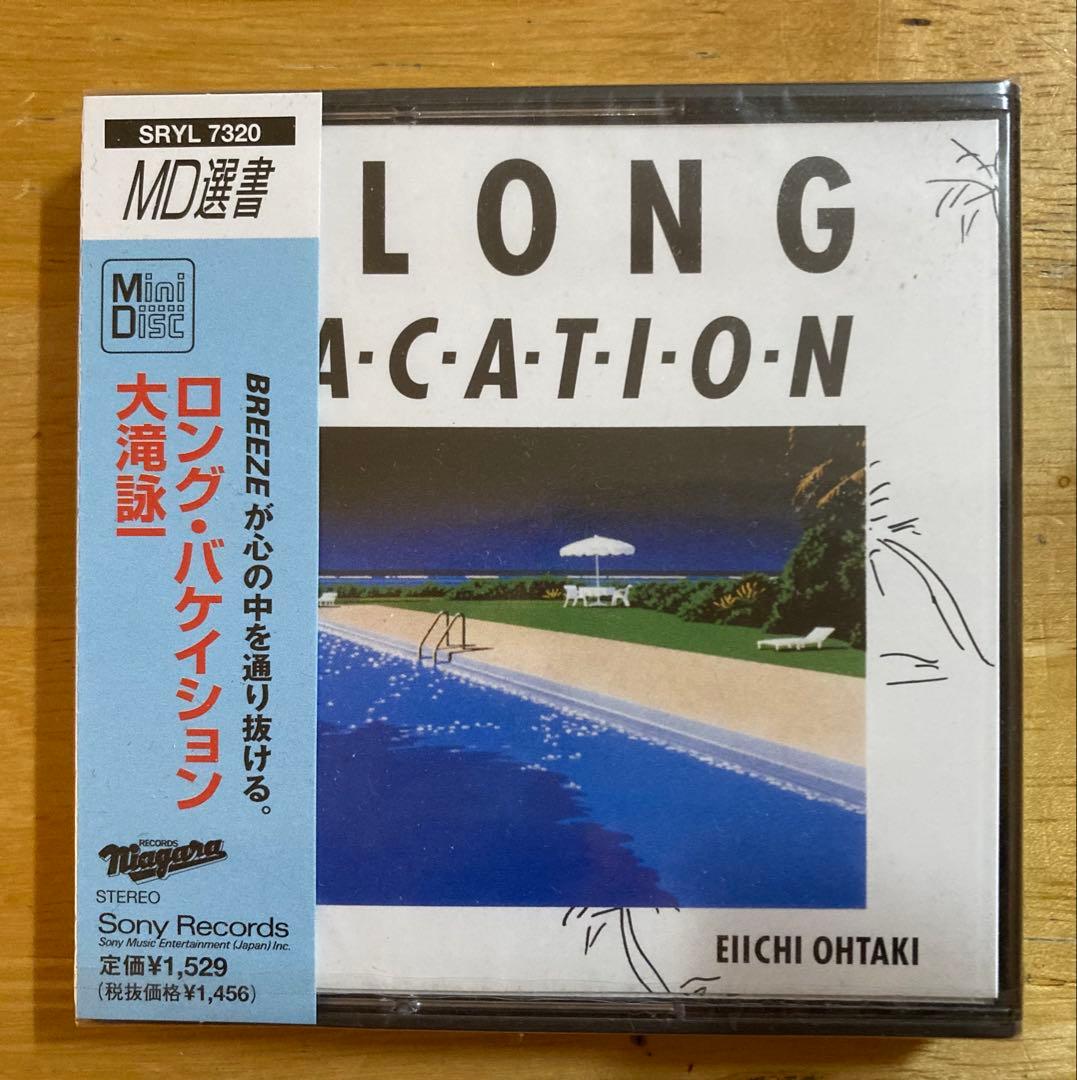 SRYL 7320
MD選書
Mini
Disc
BREEZEが心の中を通り抜ける。
ロング・バケイション
大滝詠一
RECORDS
Niagara
STEREO
Sony Records
Sony Music Entertainment (Japan) Inc.
定価¥1,529
(税抜価格¥1,456)
LONG
A·C·A·T·I·O·N
EIICHI OHTAKI